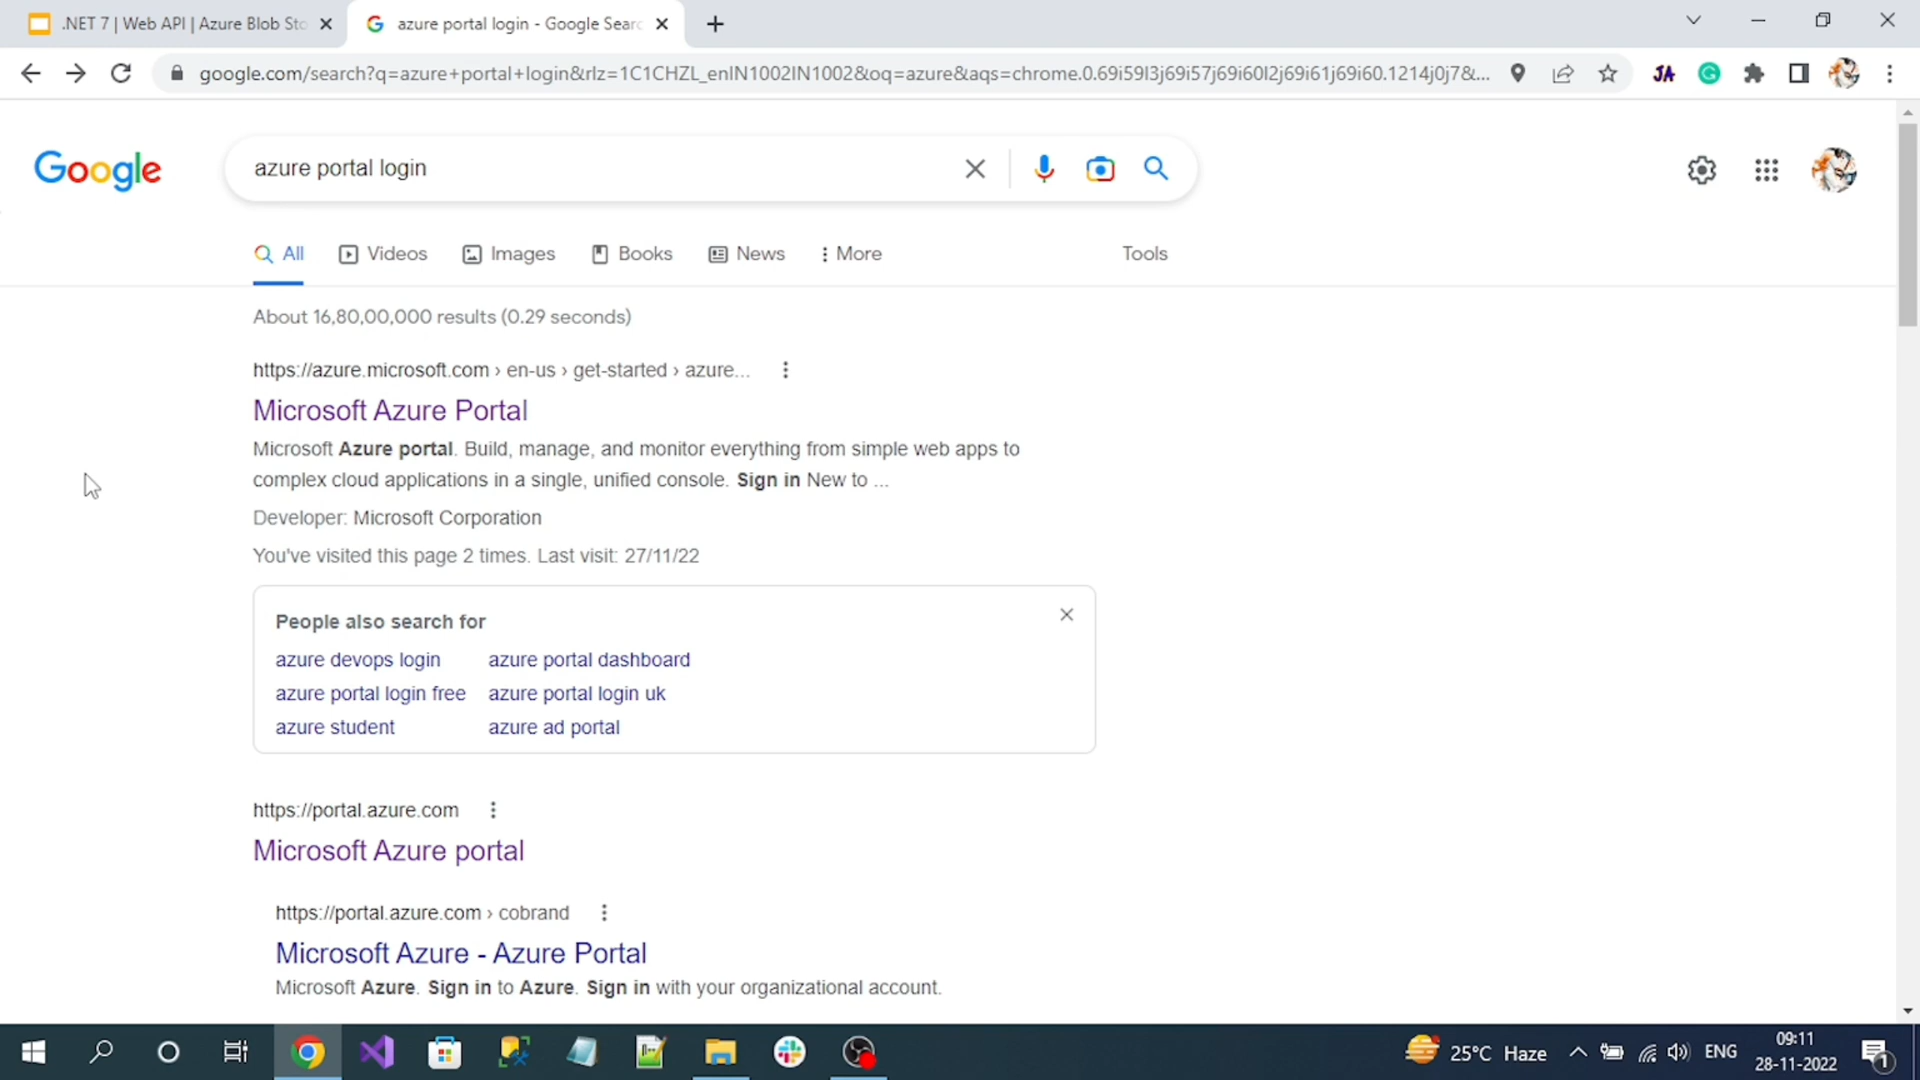 .NET 7 | Web API | Azure Blob Sto
azure portal login - Google Searc
google.com/search?q=azure+portal+login&rlz=1C1CHZL_enIN1002IN1002&oq=azure&aqs=chrome.0.69i59l3j69i57j69i60l2j69i61j69i60.1214j0j7&...
JA
Google
azure portal login
All
Videos
Images
Books
News
More
Tools
About 16,80,00,000 results (0.29 seconds)
https://azure.microsoft.com › en-us › get-started › azure...
Microsoft Azure Portal
Microsoft Azure portal. Build, manage, and monitor everything from simple web apps to
complex cloud applications in a single, unified console. Sign in New to ...
Developer: Microsoft Corporation
You've visited this page 2 times. Last visit: 27/11/22
People also search for
azure devops login
azure portal dashboard
azure portal login free
azure portal login uk
azure student
azure ad portal
https://portal.azure.com
Microsoft Azure portal
https://portal.azure.com › cobrand
Microsoft Azure - Azure Portal
Microsoft Azure. Sign in to Azure. Sign in with your organizational account.
25°C Haze
ENG
09:11
28-11-2022
1